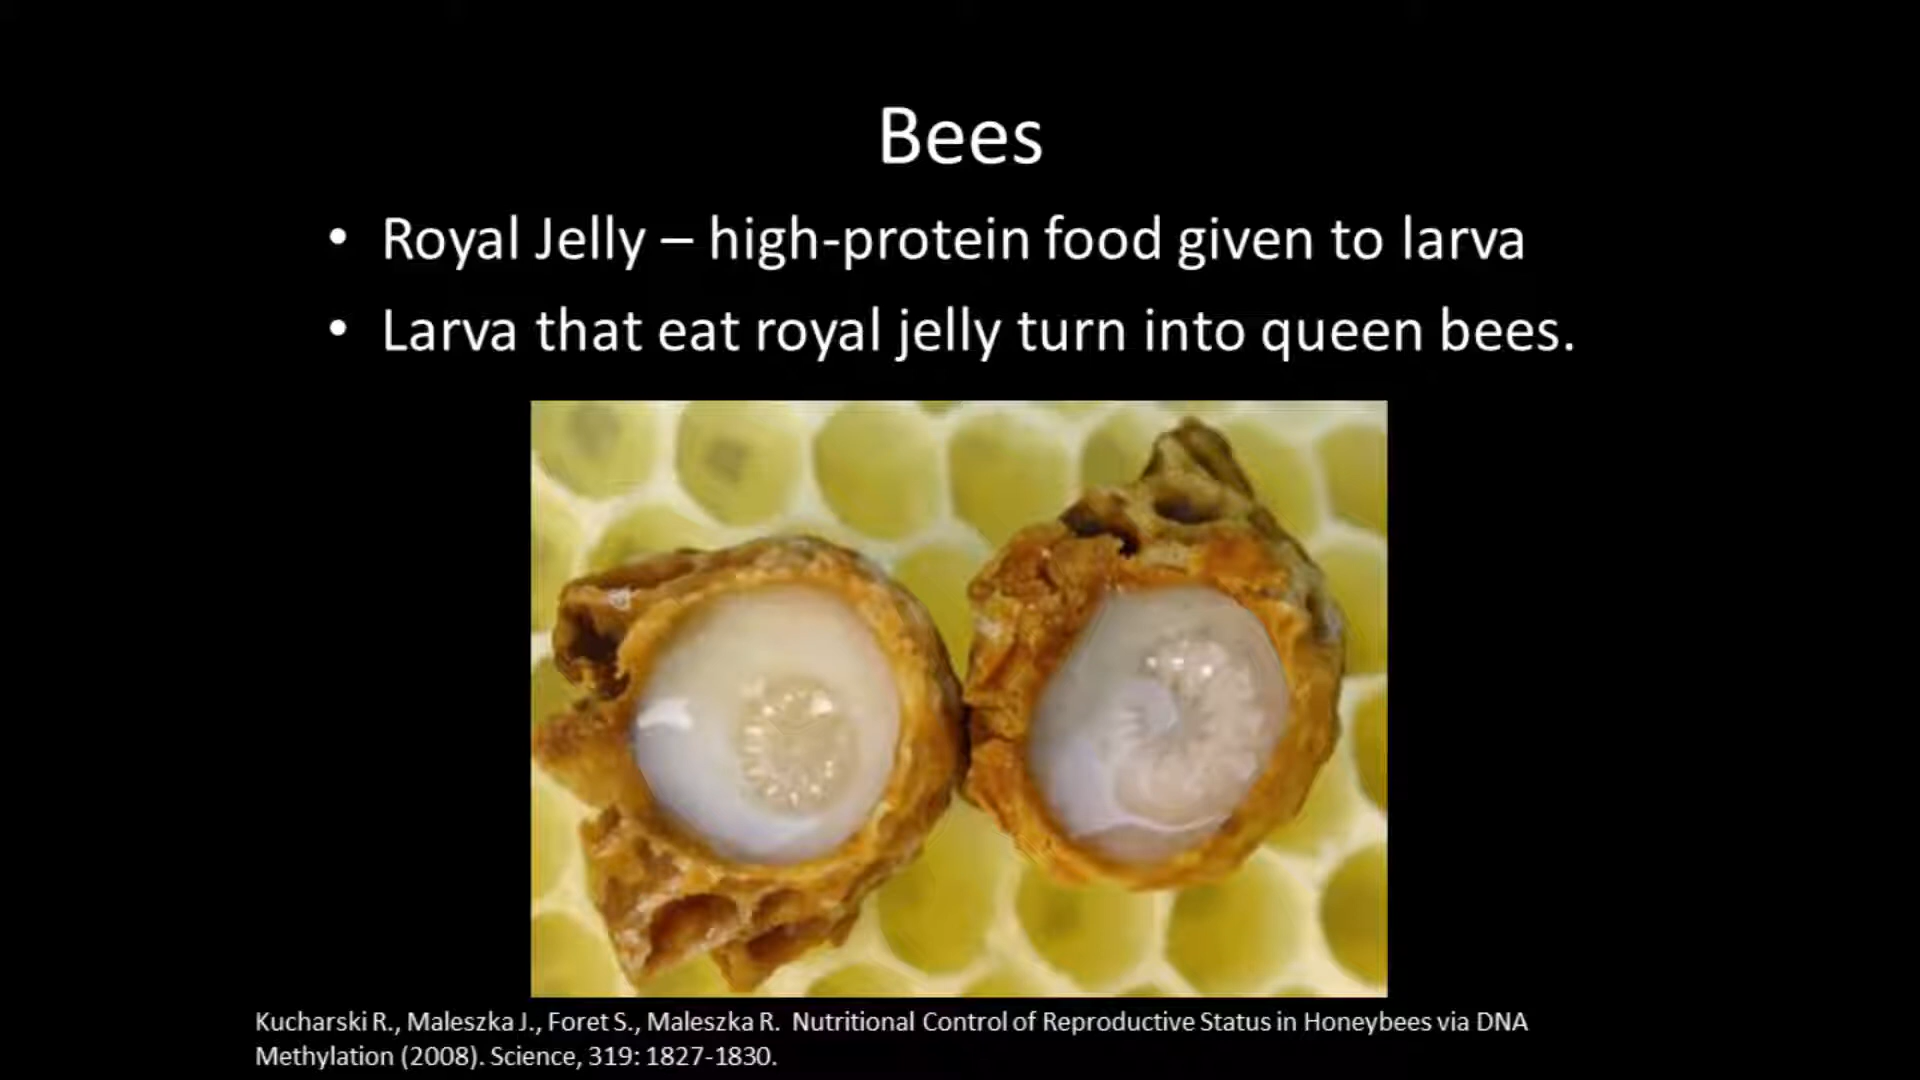 Bees
• Royal Jelly – high-protein food given to larva
• Larva that eat royal jelly turn into queen bees.
Kucharski R., Maleszka J., Foret S., Maleszka R. Nutritional Control of Reproductive Status in Honeybees via DNA
Methylation (2008). Science, 319: 1827-1830.